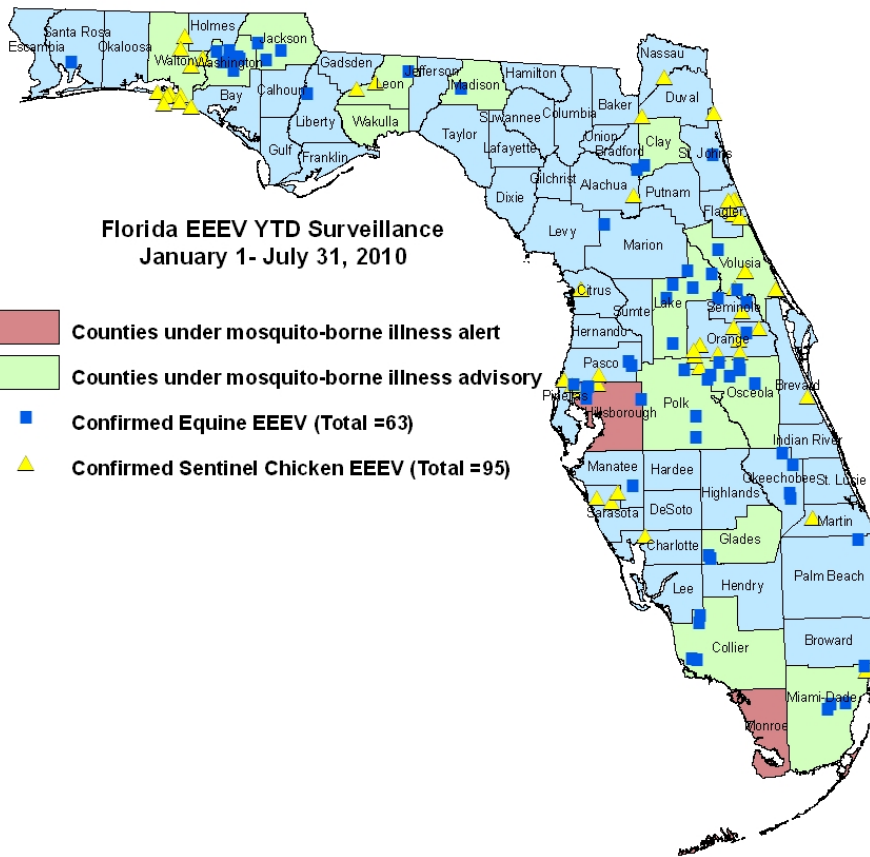 Holmes
Jackson
Santa Rosa
Escambia
Okaloosa
Walton
Washington
Gadsden
Jefferson
Leon
Madison
Hamilton
Nassau
Bay
Calhoun
Liberty
Wakulla
Gulf
Franklin
Taylor
Suwannee
Columbia
Baker
Duval
Lafayette
Union
Bradford
Clay
St. Johns
Gilchrist
Alachua
Putnam
Dixie
Flagler
Levy
Marion
Florida EEEV YTD Surveillance
January 1- July 31, 2010
Volusia
Citrus
Lake
Sumte
Seminole
Hernando
Orange
Counties under mosquito-borne illness alert
Pasco
Counties under mosquito-borne illness advisory
Pinellas
Hillsborough
Polk
Osceola
Brevard
Confirmed Equine EEEV (Total =63)
Indian River
Confirmed Sentinel Chicken EEEV (Total =95)
Manatee
Hardee
Highlands
Okeechobee
St. Lucie
Sarasota
DeSoto
Martin
Charlotte
Glades
Lee
Hendry
Palm Beach
Collier
Broward
Miami-Dade
Monroe